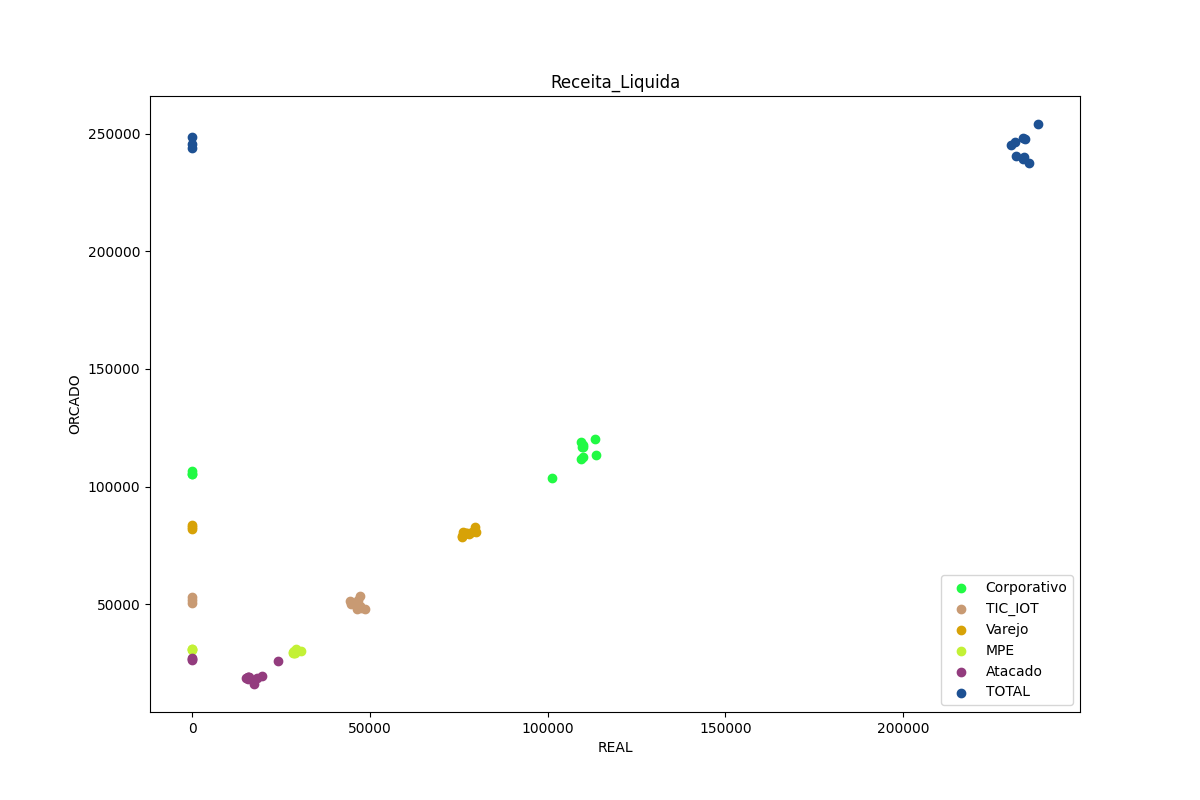 Receita_Liquida
ORCADO
250000
200000
150000
100000
50000
0
50000
100000
150000
200000
REAL
Corporativo
TIC_IOT
Varejo
MPE
Atacado
TOTAL